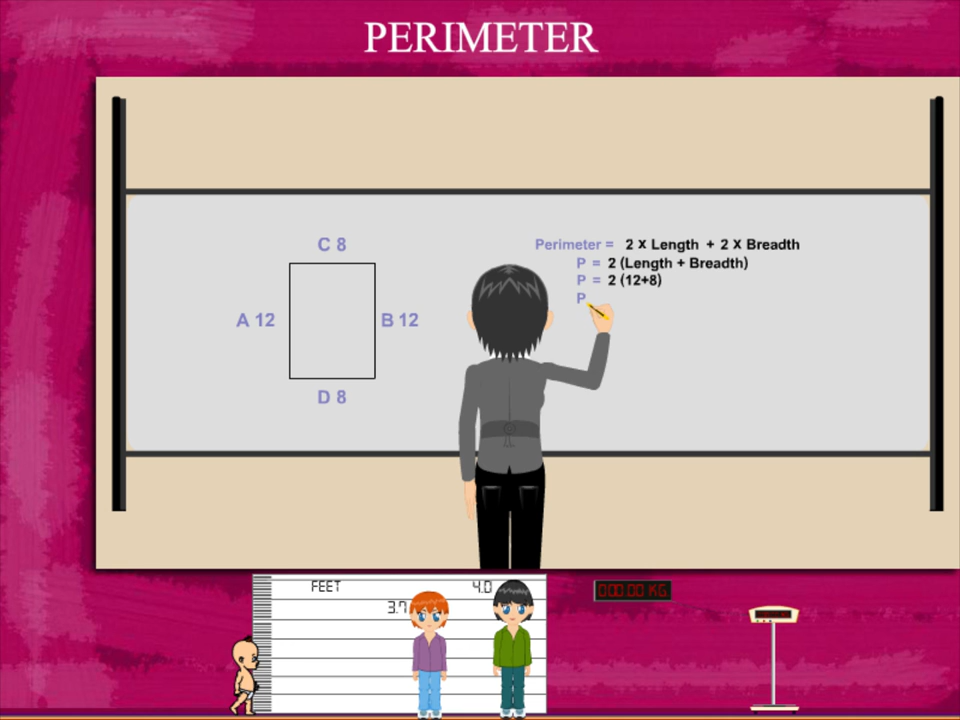 PERIMETER
C 8
A 12
B 12
D 8
Perimeter = 2 x Length + 2 x Breadth
P = 2 (Length + Breadth)
P = 2 (12+8)
P
FEET
4.0
3.7
000.00 KG